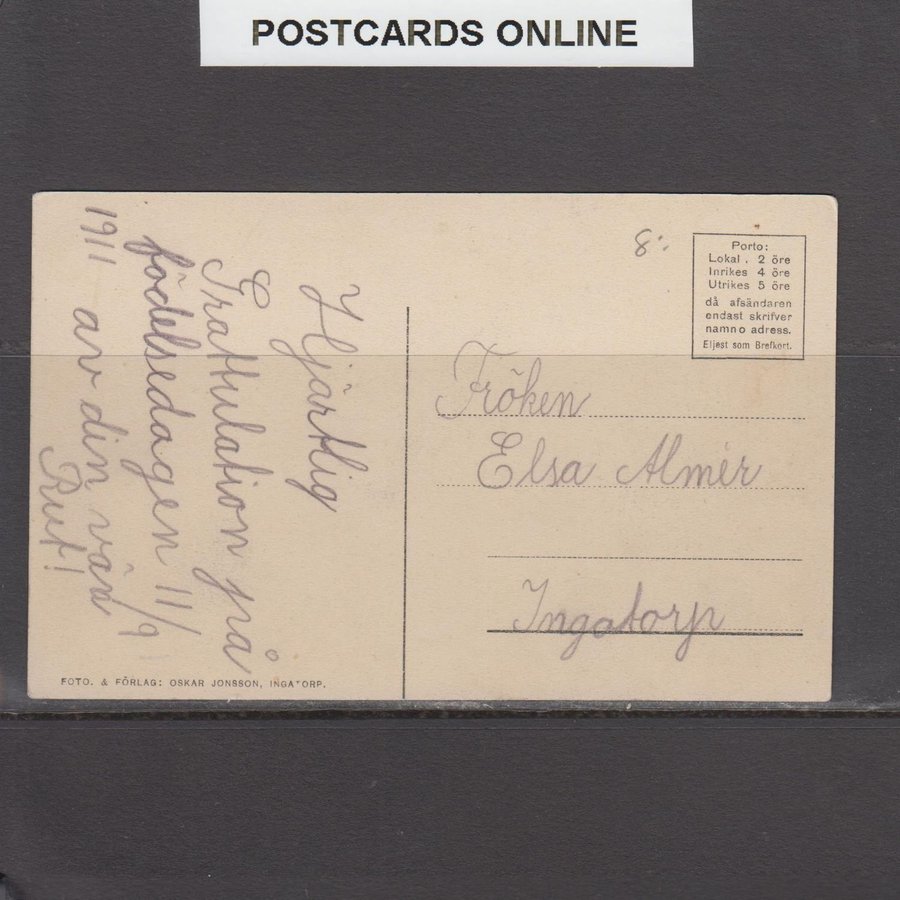 POSTCARDS ONLINE
Hjärtlig
Grattulation på
födelsedagen 11/9
1911 av din vän
Rut!
8:
Porto:
Lokal . 2 öre
Inrikes 4 öre
Utrikes 5 öre
då afsändaren
endast skrifver
namn o adress.
Eljest som Brefkort.
Fröken
Elsa Almér
Ingatorp
FOTO. & FÖRLAG: OSKAR JONSSON, INGATORP.